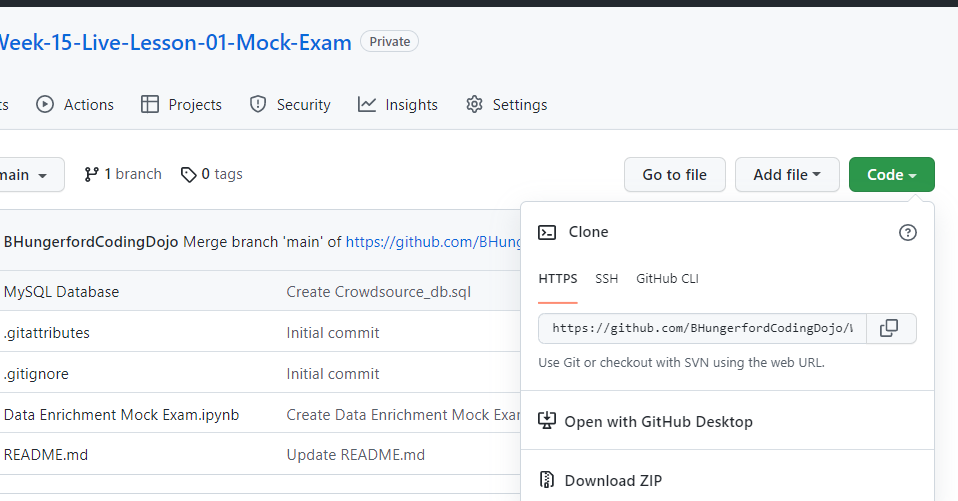 Week-15-Live-Lesson-01-Mock-Exam Private
Actions Projects Security Insights Settings
main 1 branch 0 tags Go to file Add file Code
BHungerfordCodingDojo Merge branch 'main' of https://github.com/BHung
MySQL Database Create Crowdsource_db.sql
.gitattributes Initial commit
.gitignore Initial commit
Data Enrichment Mock Exam.ipynb Create Data Enrichment Mock Exa
README.md Update README.md
Clone
HTTPS SSH GitHub CLI
https://github.com/BHungerfordCodingDojo/W
Use Git or checkout with SVN using the web URL.
Open with GitHub Desktop
Download ZIP